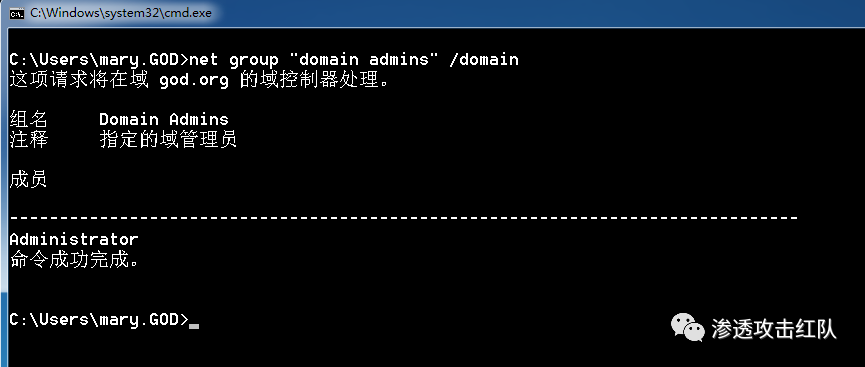 C:\Windows\system32\cmd.exe
C:\Users\mary.GOD>net group "domain admins" /domain
这项请求将在域 god.org 的域控制器处理。
组名 Domain Admins
注释 指定的域管理员
成员
-------------------------------------------------------------------------------
Administrator
命令成功完成。
C:\Users\mary.GOD>_
渗透攻击红队